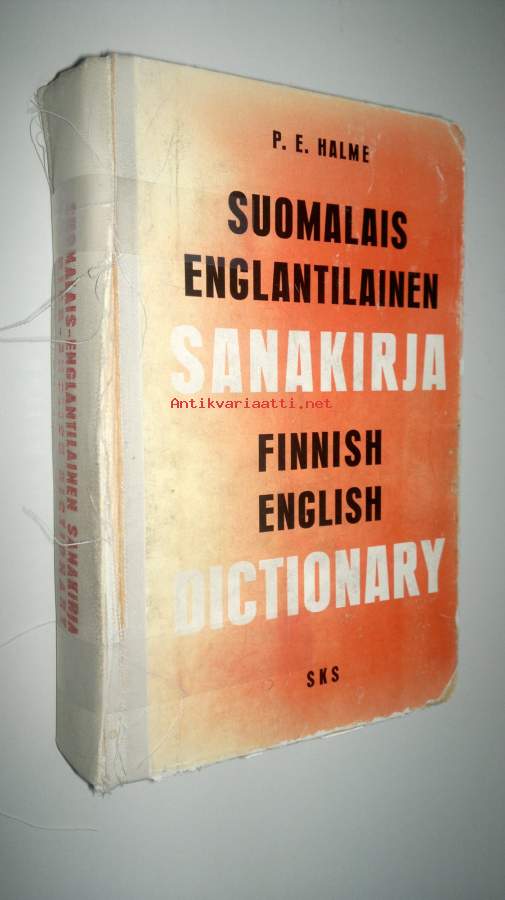 P. E. HALME
SUOMALAIS
ENGLANTILAINEN
SANAKIRJA
Antikvariaatti.net
FINNISH
ENGLISH
DICTIONARY
SKS
SUOMALAIS-ENGLANTILAINEN SANAKIRJA